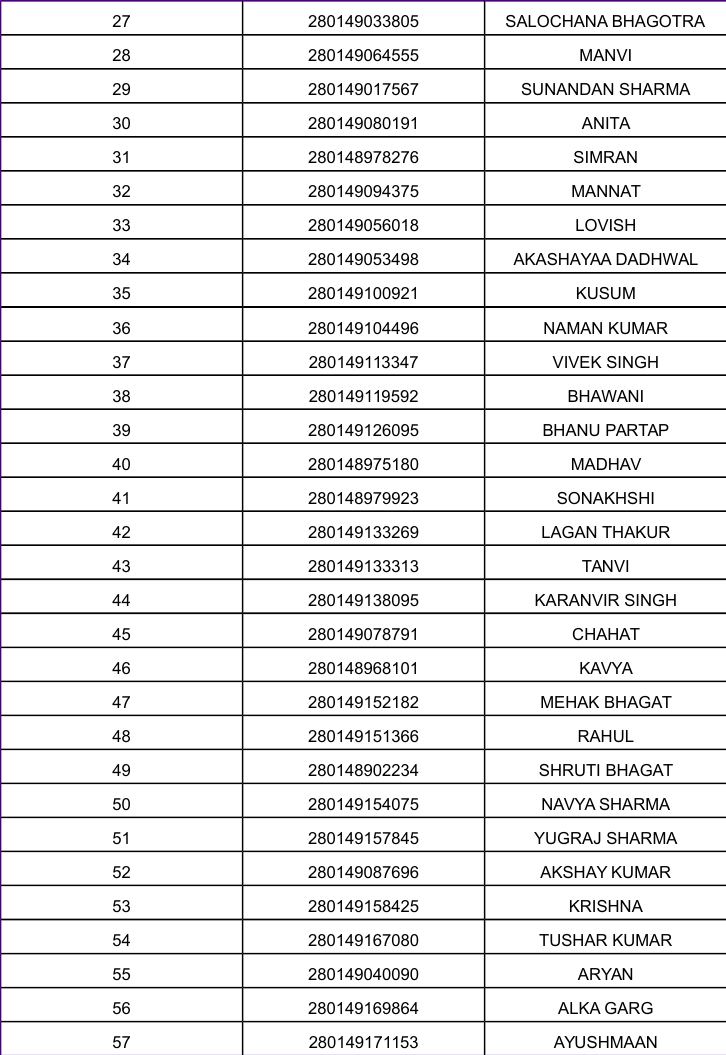 27 280149033805 SALOCHANA BHAGOTRA
28 280149064555 MANVI
29 280149017567 SUNANDAN SHARMA
30 280149080191 ANITA
31 280148978276 SIMRAN
32 280149094375 MANNAT
33 280149056018 LOVISH
34 280149053498 AKASHAYAA DADHWAL
35 280149100921 KUSUM
36 280149104496 NAMAN KUMAR
37 280149113347 VIVEK SINGH
38 280149119592 BHAWANI
39 280149126095 BHANU PARTAP
40 280148975180 MADHAV
41 280148979923 SONAKHSHI
42 280149133269 LAGAN THAKUR
43 280149133313 TANVI
44 280149138095 KARANVIR SINGH
45 280149078791 CHAHAT
46 280148968101 KAVYA
47 280149152182 MEHAK BHAGAT
48 280149151366 RAHUL
49 280148902234 SHRUTI BHAGAT
50 280149154075 NAVYA SHARMA
51 280149157845 YUGRAJ SHARMA
52 280149087696 AKSHAY KUMAR
53 280149158425 KRISHNA
54 280149167080 TUSHAR KUMAR
55 280149040090 ARYAN
56 280149169864 ALKA GARG
57 280149171153 AYUSHMAAN